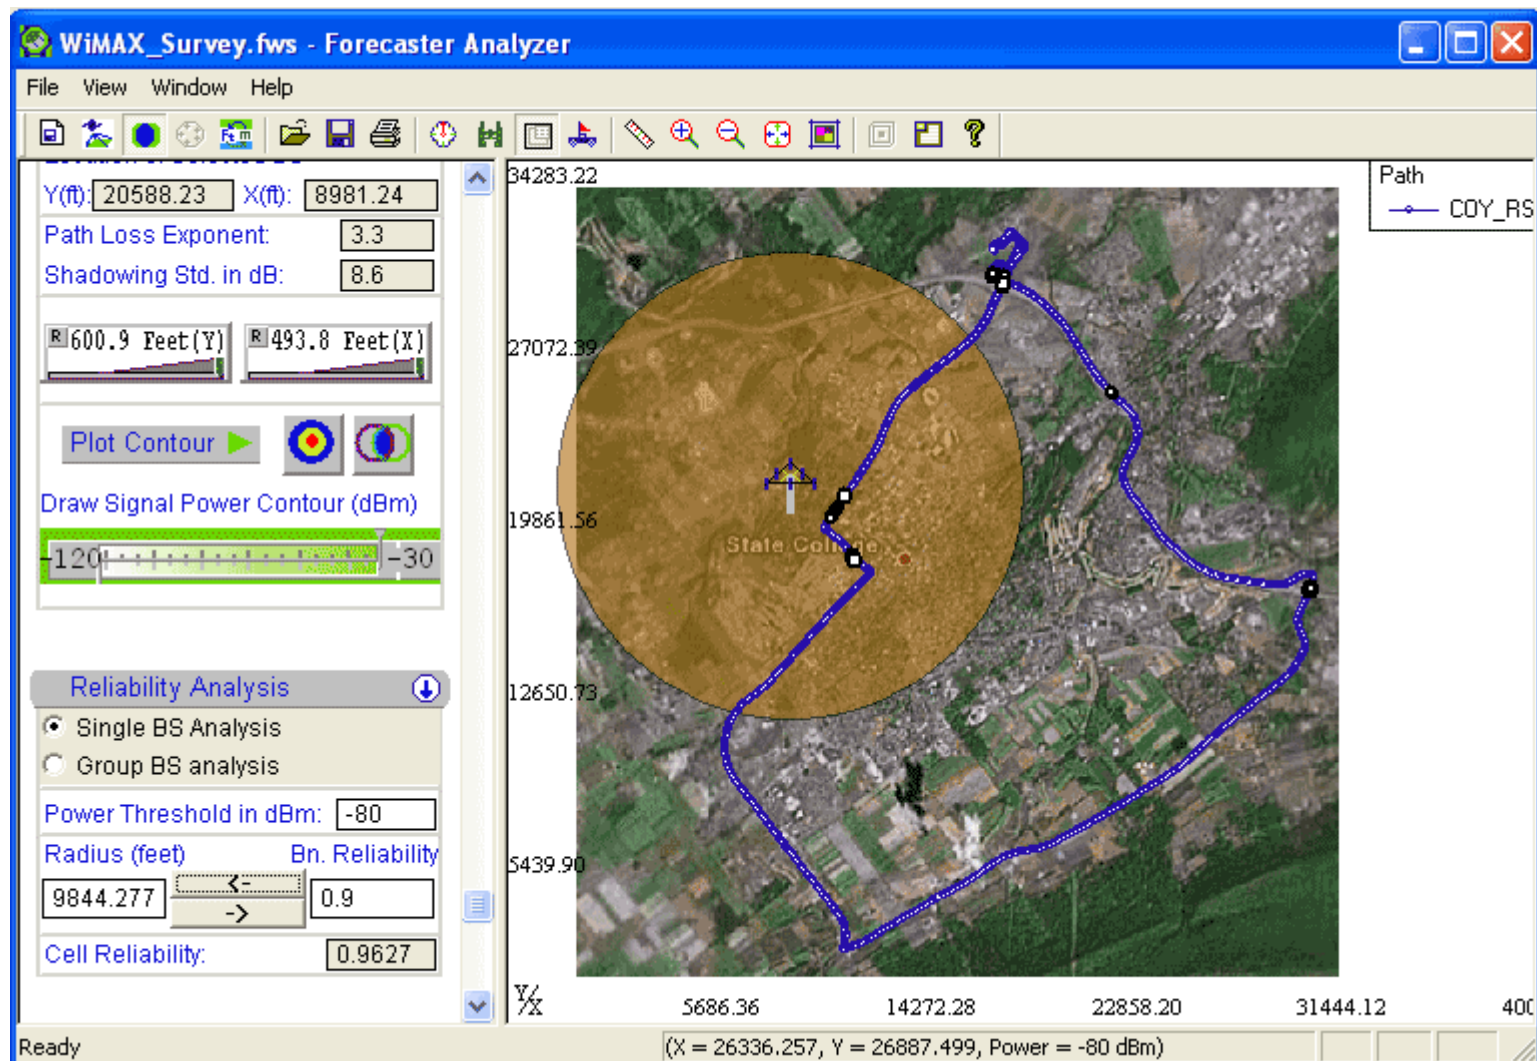 WiMAX_Survey.fws - Forecaster Analyzer
File View Window Help
Y(ft): 20588.23 X(ft): 8981.24
Path Loss Exponent: 3.3
Shadowing Std. in dB: 8.6
R 600.9 Feet(Y) R 493.8 Feet(X)
Plot Contour
Draw Signal Power Contour (dBm)
-120 -30
Reliability Analysis
Single BS Analysis
Group BS analysis
Power Threshold in dBm: -80
Radius (feet) Bn. Reliability
9844.277 <- -> 0.9
Cell Reliability: 0.9627
34283.22
27072.39
19861.56
12650.73
5439.90
Y/X 5686.36 14272.28 22858.20 31444.12 400
State College
Path
COY_RS
Ready (X = 26336.257, Y = 26887.499, Power = -80 dBm)